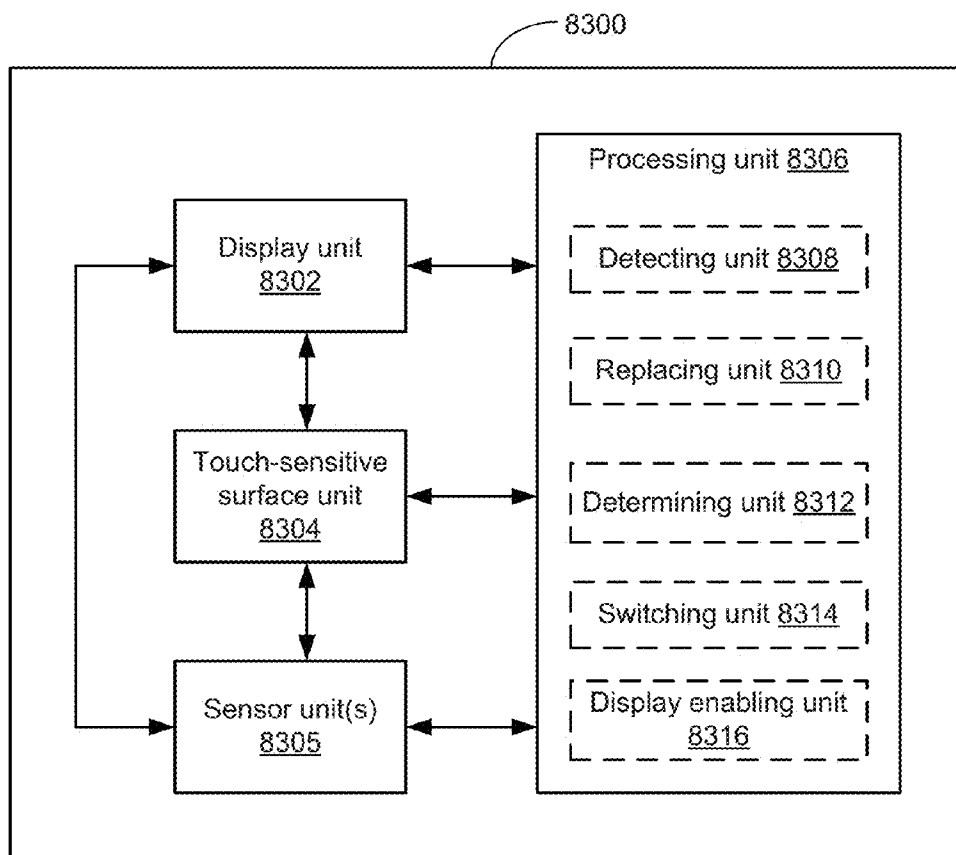 8300
Processing unit 8306
Display unit
8302
Detecting unit 8308
Replacing unit 8310
Touch-sensitive
surface unit
8304
Determining unit 8312
Switching unit 8314
Sensor unit(s)
8305
Display enabling unit
8316